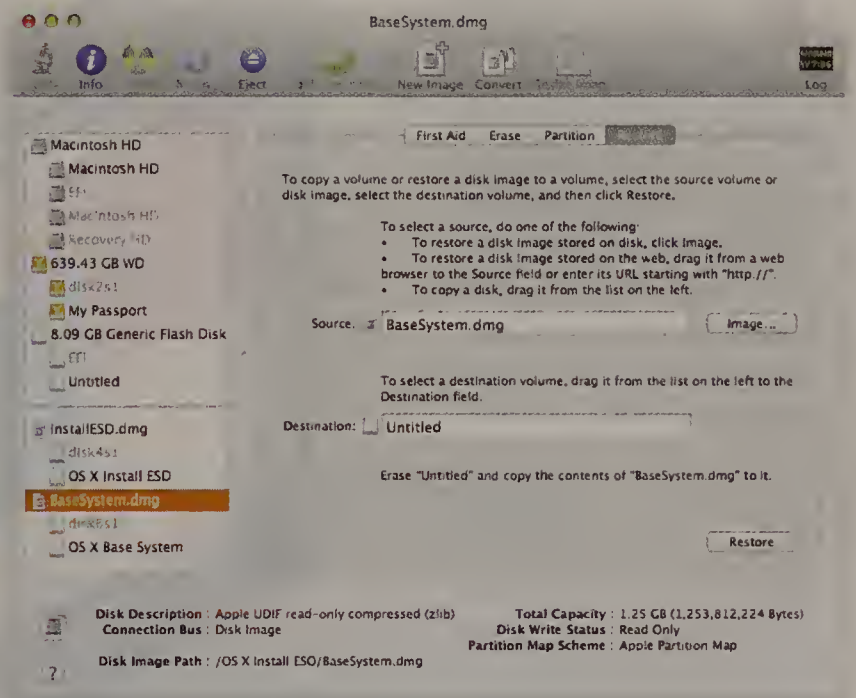 BaseSystem.dmg
Info
Eject
New Image
Convert
Log
First Aid
Erase
Partition
Macintosh HD
Macintosh HD
EFI
Macintosh HD
Recovery HD
639.43 GB WD
disk2s1
My Passport
8.09 GB Generic Flash Disk
EFI
Untitled
InstallESD.dmg
disk4s1
OS X Install ESD
BaseSystem.dmg
disk6s1
OS X Base System
To copy a volume or restore a disk image to a volume, select the source volume or
disk image, select the destination volume, and then click Restore.
To select a source, do one of the following:
• To restore a disk image stored on disk, click Image.
• To restore a disk image stored on the web, drag it from a web
browser to the Source field or enter its URL starting with "http://".
• To copy a disk, drag it from the list on the left.
Source: BaseSystem.dmg
Image...
To select a destination volume, drag it from the list on the left to the
Destination field.
Destination: Untitled
Erase "Untitled" and copy the contents of "BaseSystem.dmg" to it.
Restore
Disk Description : Apple UDIF read-only compressed (zlib)
Connection Bus : Disk Image
Disk Image Path : /OS X Install ESD/BaseSystem.dmg
Total Capacity : 1.25 GB (1,253,812,224 Bytes)
Disk Write Status : Read Only
Partition Map Scheme : Apple Partition Map
?